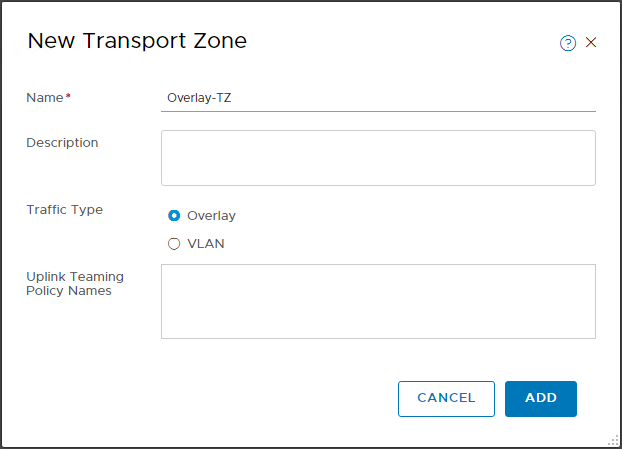 New Transport Zone
?
Name*
Overlay-TZ
Description
Traffic Type
Overlay
VLAN
Uplink Teaming
Policy Names
CANCEL
ADD